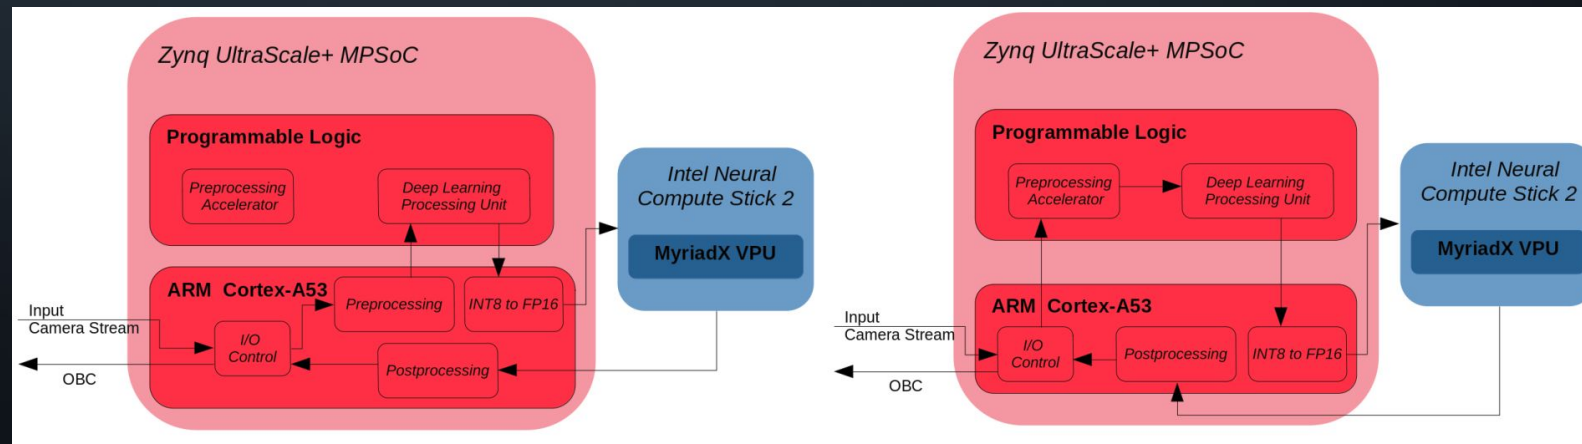 Zynq UltraScale+ MPSoC
Programmable Logic
Preprocessing
Accelerator
Deep Learning
Processing Unit
Intel Neural
Compute Stick 2
MyriadX VPU
ARM Cortex-A53
Preprocessing
INT8 to FP16
Input
Camera Stream
I/O
Control
Postprocessing
OBC
Zynq UltraScale+ MPSoC
Programmable Logic
Preprocessing
Accelerator
Deep Learning
Processing Unit
Intel Neural
Compute Stick 2
MyriadX VPU
ARM Cortex-A53
Input
Camera Stream
I/O
Control
Postprocessing
INT8 to FP16
OBC